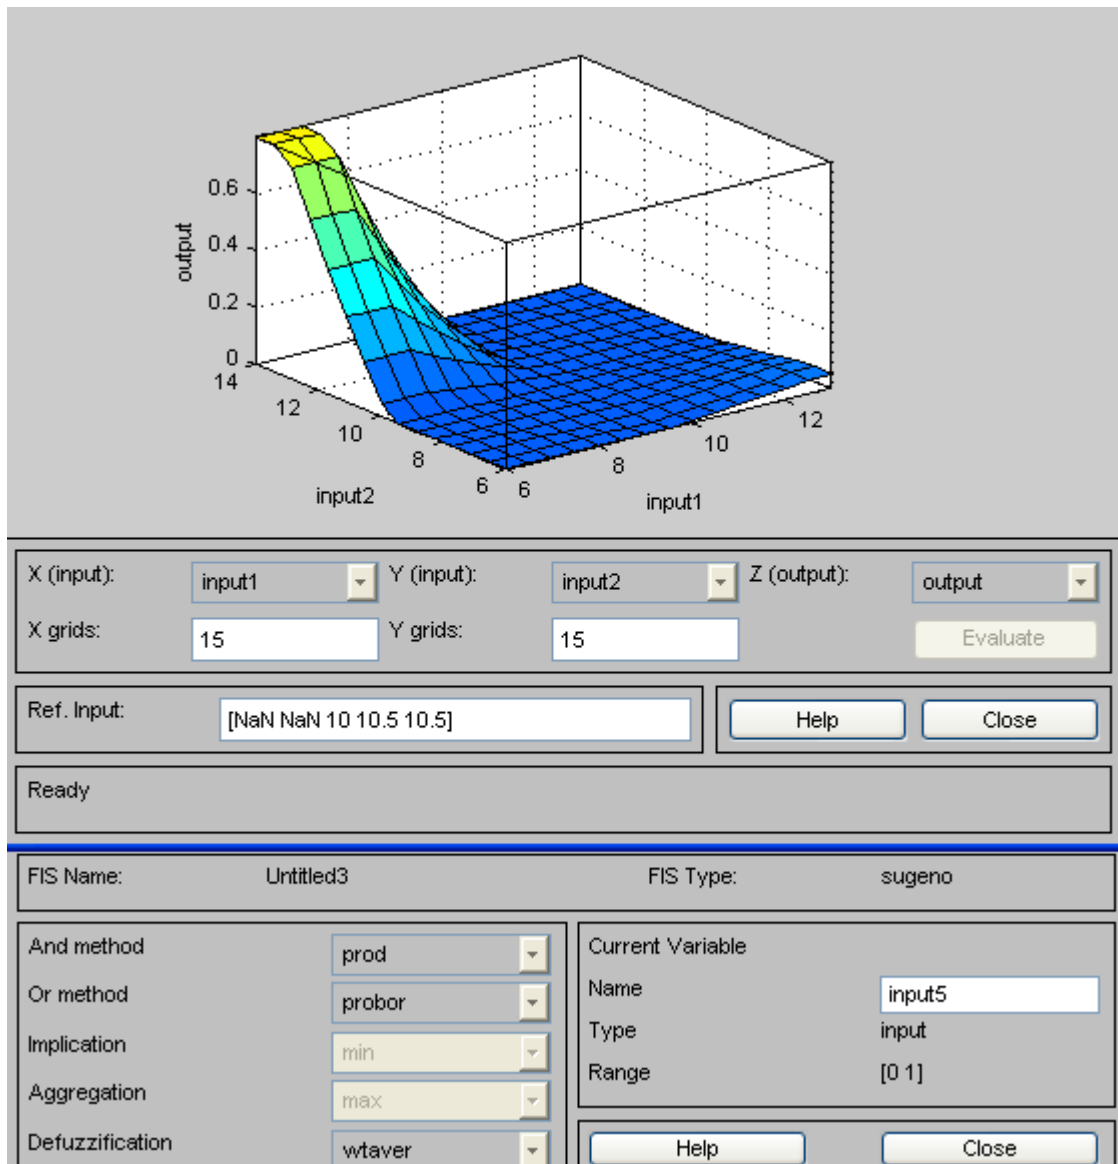 0.6
0.4
output
0.2
0
14
12
10
8
6
input2
6
8
10
12
input1
X (input): input1 Y (input): input2 Z (output): output
X grids: 15 Y grids: 15 Evaluate
Ref. Input: [NaN NaN 10 10.5 10.5] Help Close
Ready
FIS Name: Untitled3 FIS Type: sugeno
And method prod
Or method probor
Implication min
Aggregation max
Defuzzification wtaver
Current Variable
Name input5
Type input
Range [0 1]
Help Close